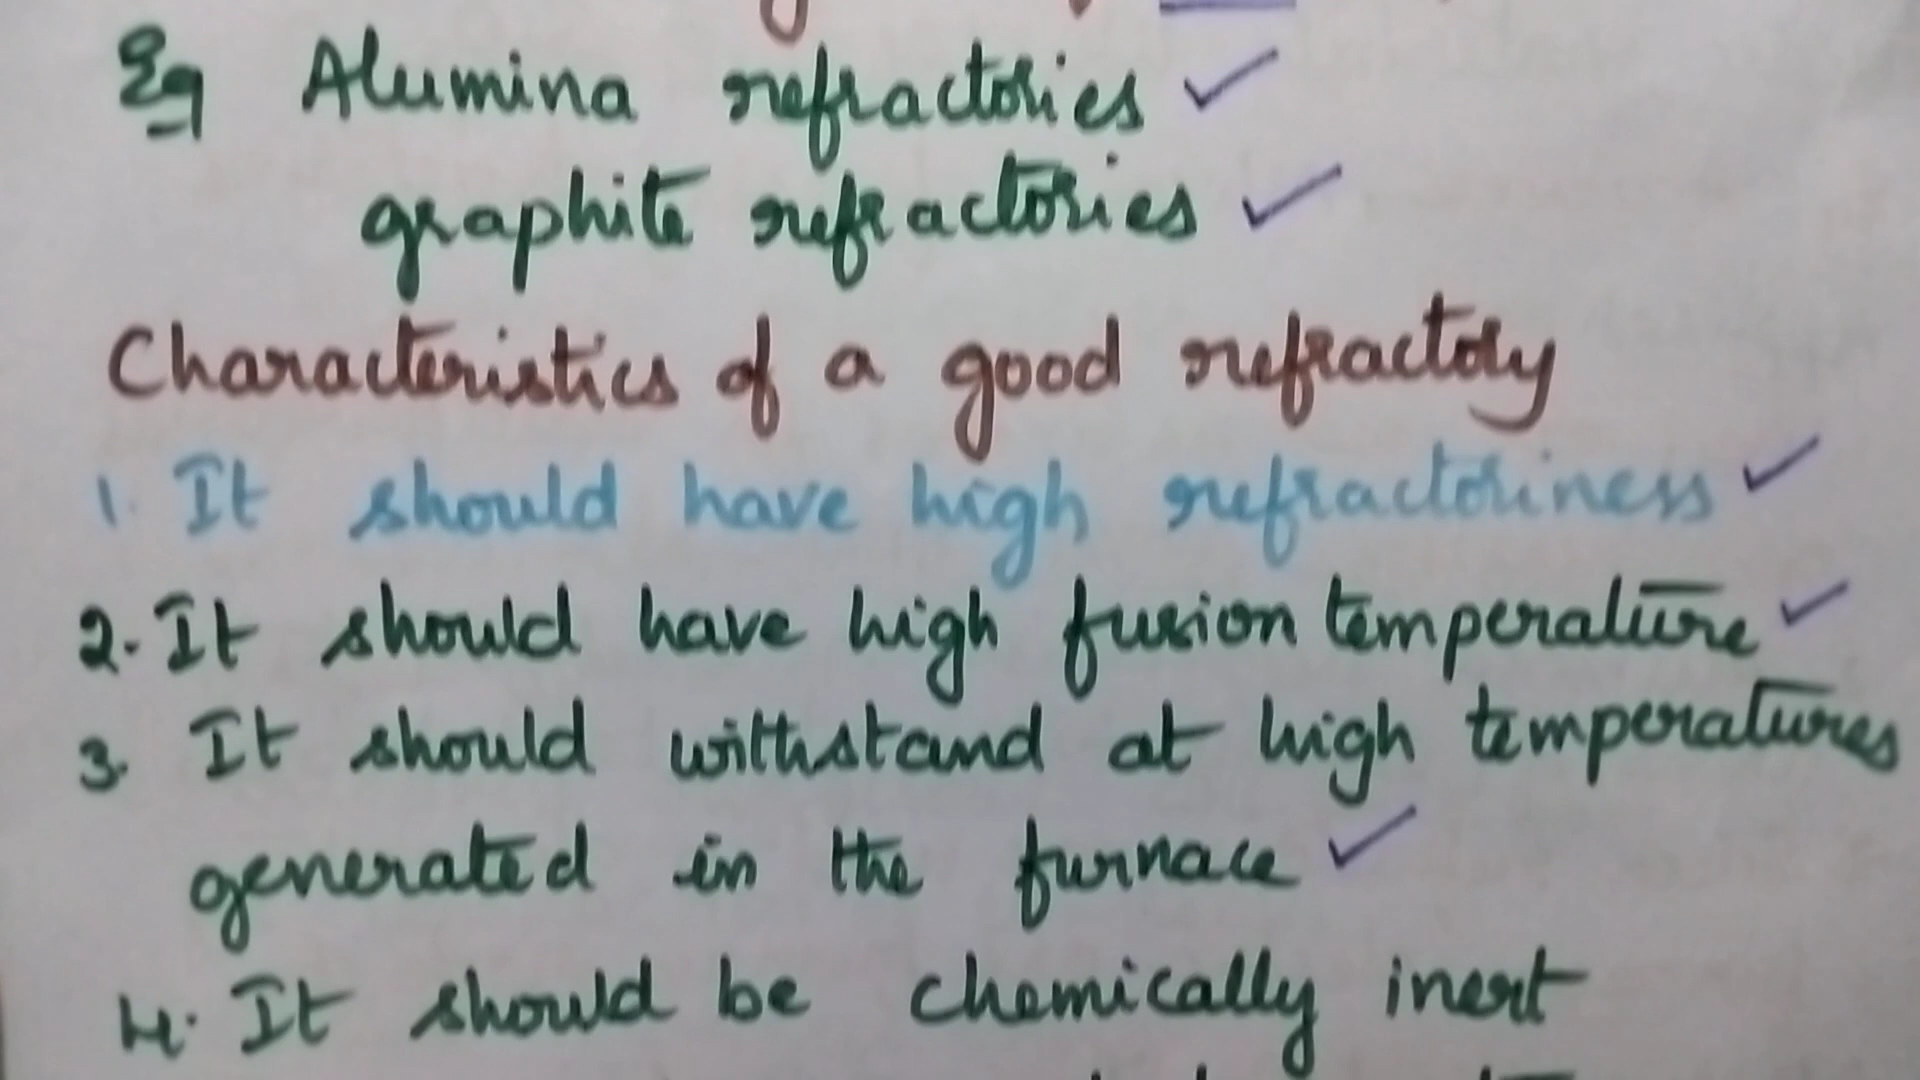 Eg Alumina refractories ✓
graphite refractories ✓
Characteristics of a good refractory
1. It should have high refractoriness ✓
2. It should have high fusion temperature ✓
3. It should withstand at high temperatures
generated in the furnace ✓
4. It should be chemically inert